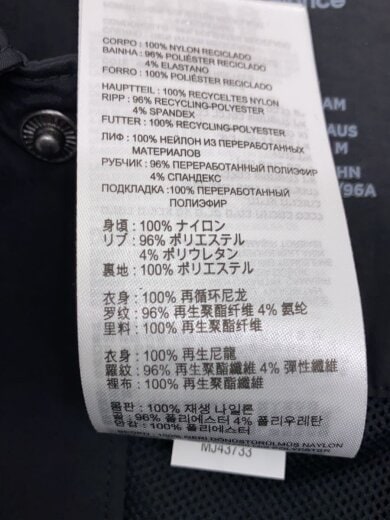 CORPO : 100% NYLON RECICLADO
BAINHA : 96% POLIÉSTER RECICLADO
4% ELASTANO
FORRO : 100% POLIÉSTER RECICLADO
HAUPTTEIL : 100% RECYCELTES NYLON
RIPP : 96% RECYCLING-POLYESTER
4% SPANDEX
FUTTER : 100% RECYCLING-POLYESTER
ЛИФ : 100% НЕЙЛОН ИЗ ПЕРЕРАБОТАННЫХ
МАТЕРИАЛОВ
РУБЧИК : 96% ПЕРЕРАБОТАННЫЙ ПОЛИЭФИР
4% СПАНДЕКС
ПОДКЛАДКА :100% ПЕРЕРАБОТАННЫЙ
ПОЛИЭФИР
身頃 : 100% ナイロン
リブ : 96% ポリエステル
4% ポリウレタン
裏地 : 100% ポリエステル
衣身 : 100% 再循环尼龙
罗纹 : 96% 再生聚酯纤维 4% 氨纶
里料 : 100% 再生聚酯纤维
衣身 : 100% 再生尼龍
羅紋 : 96% 再生聚酯纖維 4% 彈性纖維
裡布 : 100% 再生聚酯纖維
몸판 : 100% 재생 나일론
96% 폴리에스터 4% 폴리우레탄
안감 : 100% 폴리에스터
MJ43733
AM
AUS
M
/96A